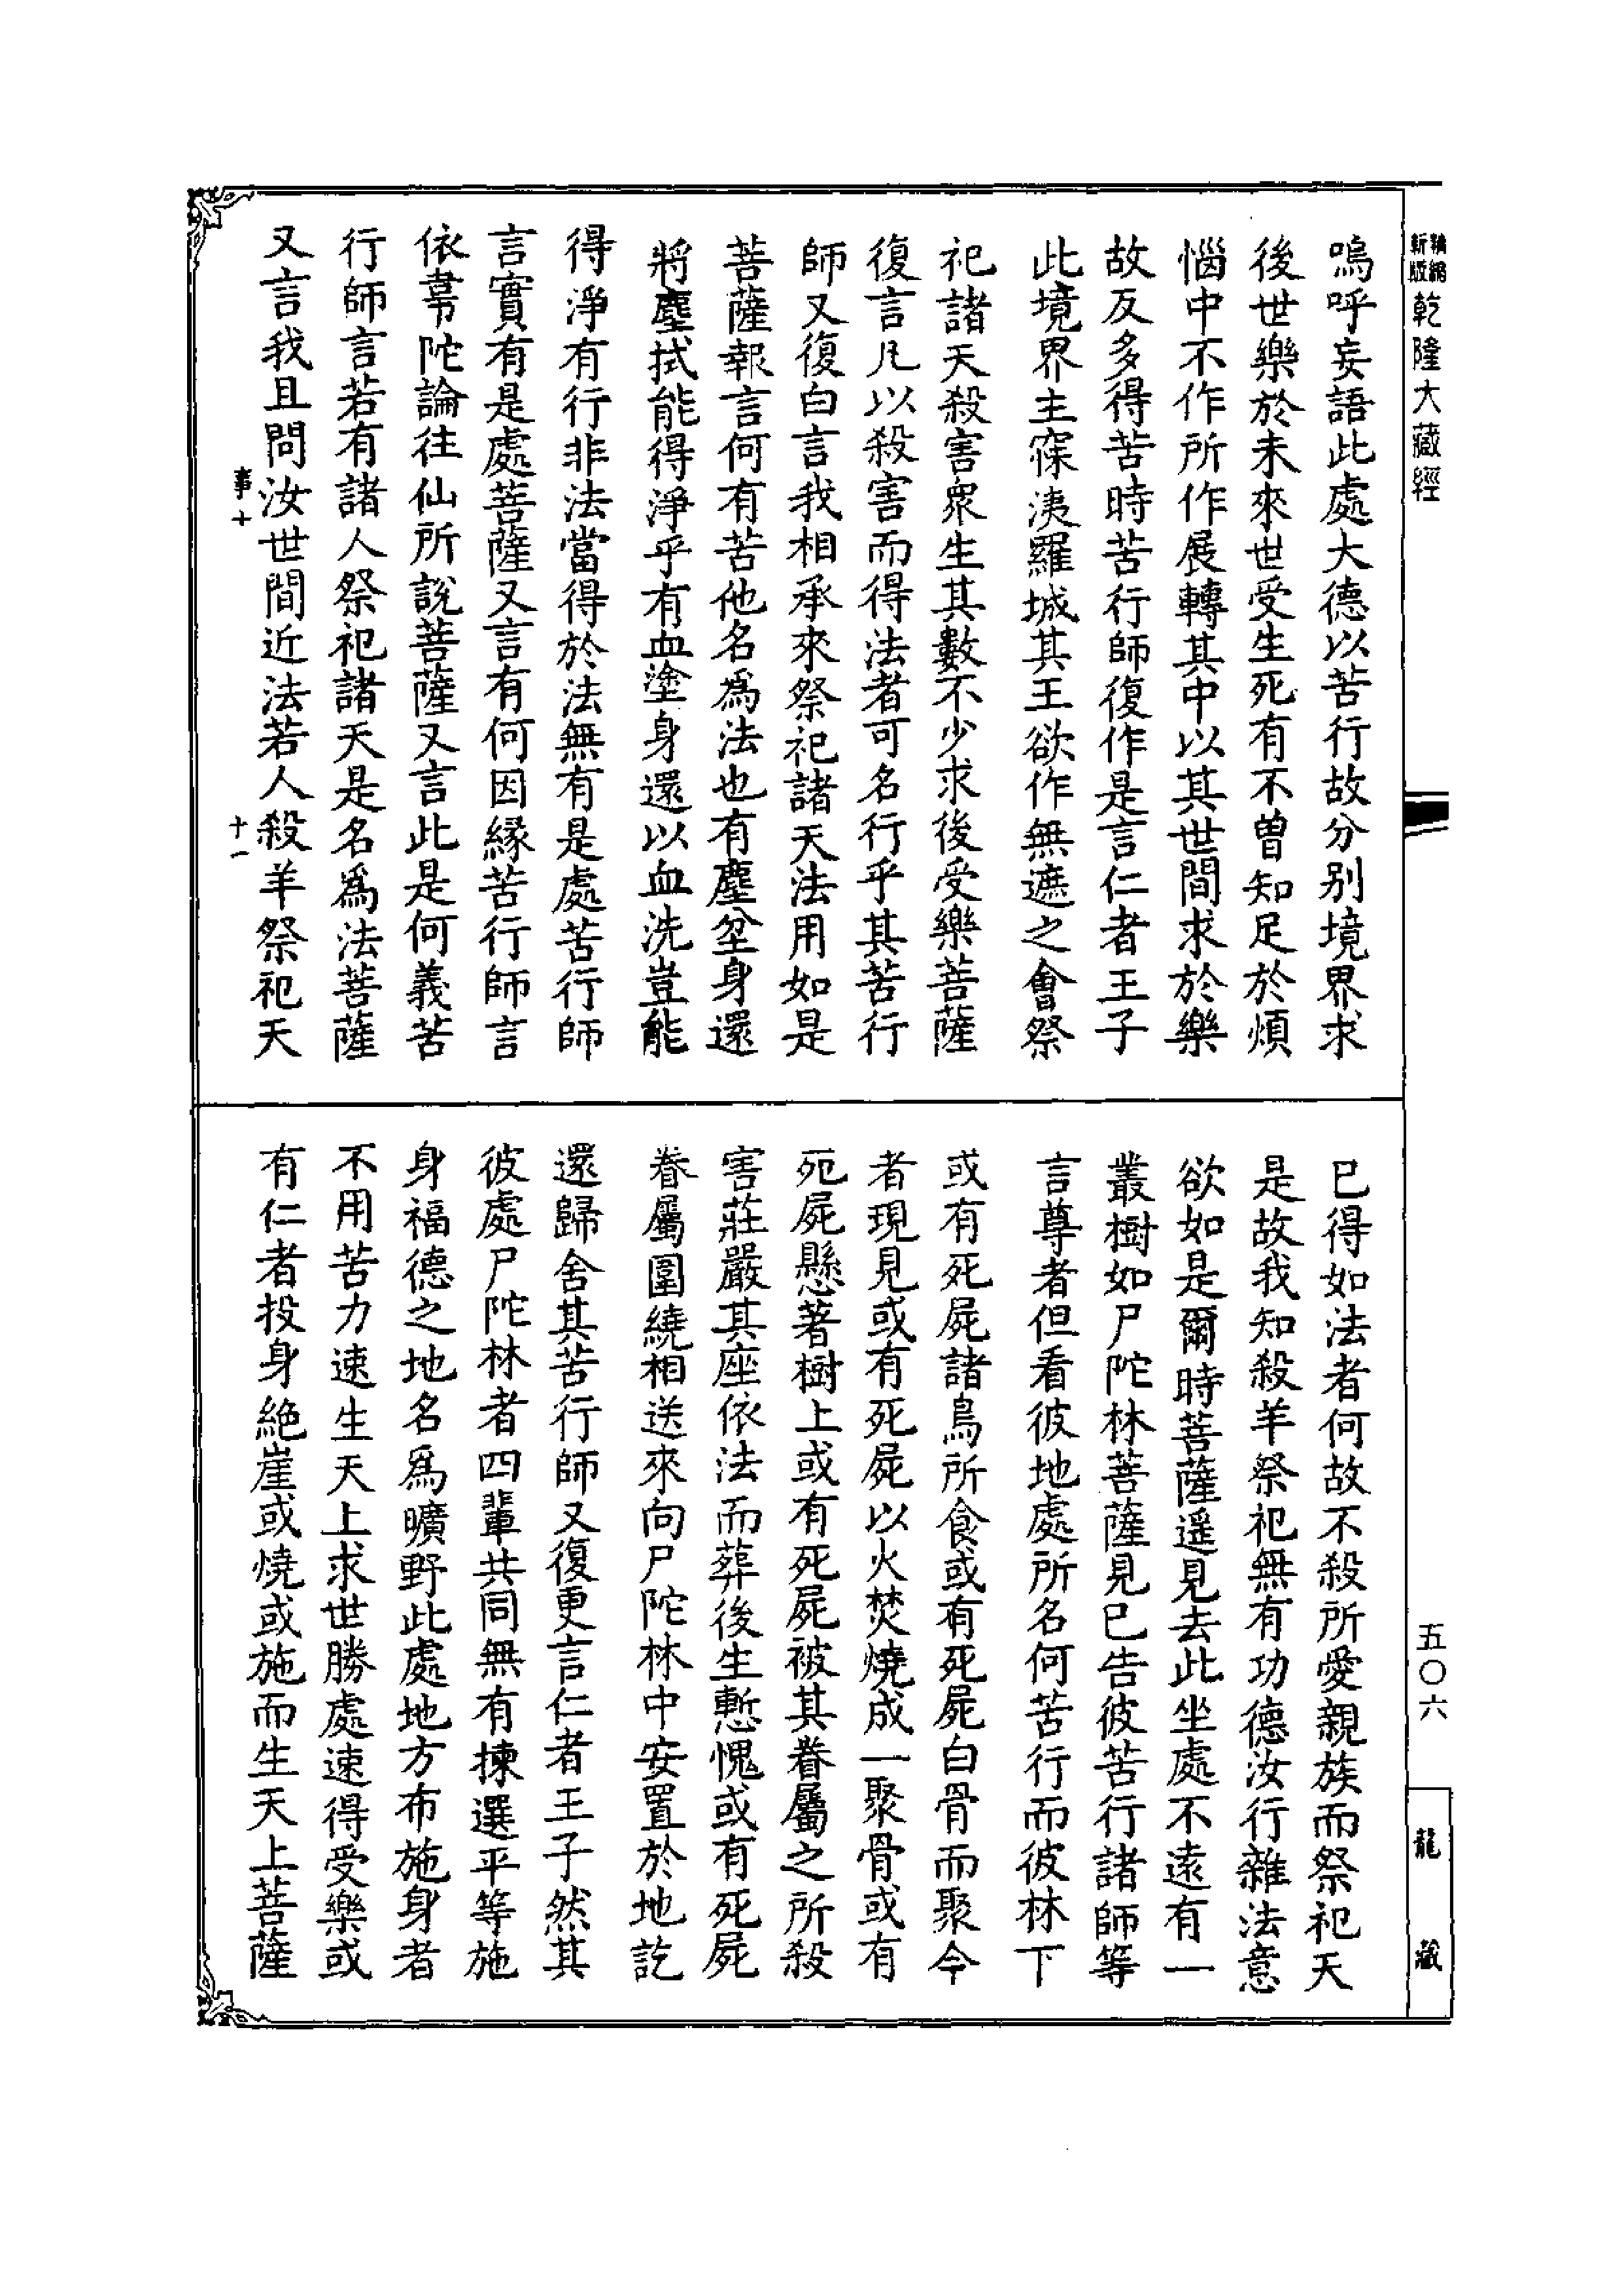 新縮
版縮
乾隆大藏經
嗚呼妄語此處大德以苦行故分別境界求
後世樂於未來世受生死有不曾知足於煩
惱中不作所作展轉其中以其世間求於樂
故反多得苦時苦行師復作是言仁者王子
此境界主寐洟羅城其王欲作無遮之會祭
祀諸天殺害衆生其數不少求後受樂菩薩
復言凡以殺害而得法者可名行乎其苦行
師又復白言我相承來祭祀諸天法用如是
菩薩報言何有苦他名爲法也有塵坌身還
將塵拭能得淨乎有血塗身還以血洗豈能
得淨有行非法當得於法無有是處苦行師
言實有是處菩薩又言有何因緣苦行師言
依韋陀論往仙所說菩薩又言此是何義苦
行師言若有諸人祭祀諸天是名爲法菩薩
又言我且問汝世間近法若人殺羊祭祀天
事十
十一
已得如法者何故不殺所愛親族而祭祀天
是故我知殺羊祭祀無有功德汝行雜法意
欲如是爾時菩薩遥見去此坐處不遠有一
叢樹如尸陀林菩薩見已告彼苦行諸師等
言尊者但看彼地處所名何苦行而彼林下
或有死屍諸鳥所食或有死屍白骨而聚今
者現見或有死屍以火焚燒成一聚骨或有
死屍懸著樹上或有死屍被其眷屬之所殺
害莊嚴其座依法而葬後生慙愧或有死屍
眷屬圍繞相送來向尸陀林中安置於地訖
還歸舍其苦行師又復更言仁者王子然其
彼處尸陀林者四輩共同無有揀選平等施
身福德之地名爲曠野此處地方布施身者
不用苦力速生天上求世勝處速得受樂或
有仁者投身絶崖或燒或施而生天上菩薩
五〇六
龍藏